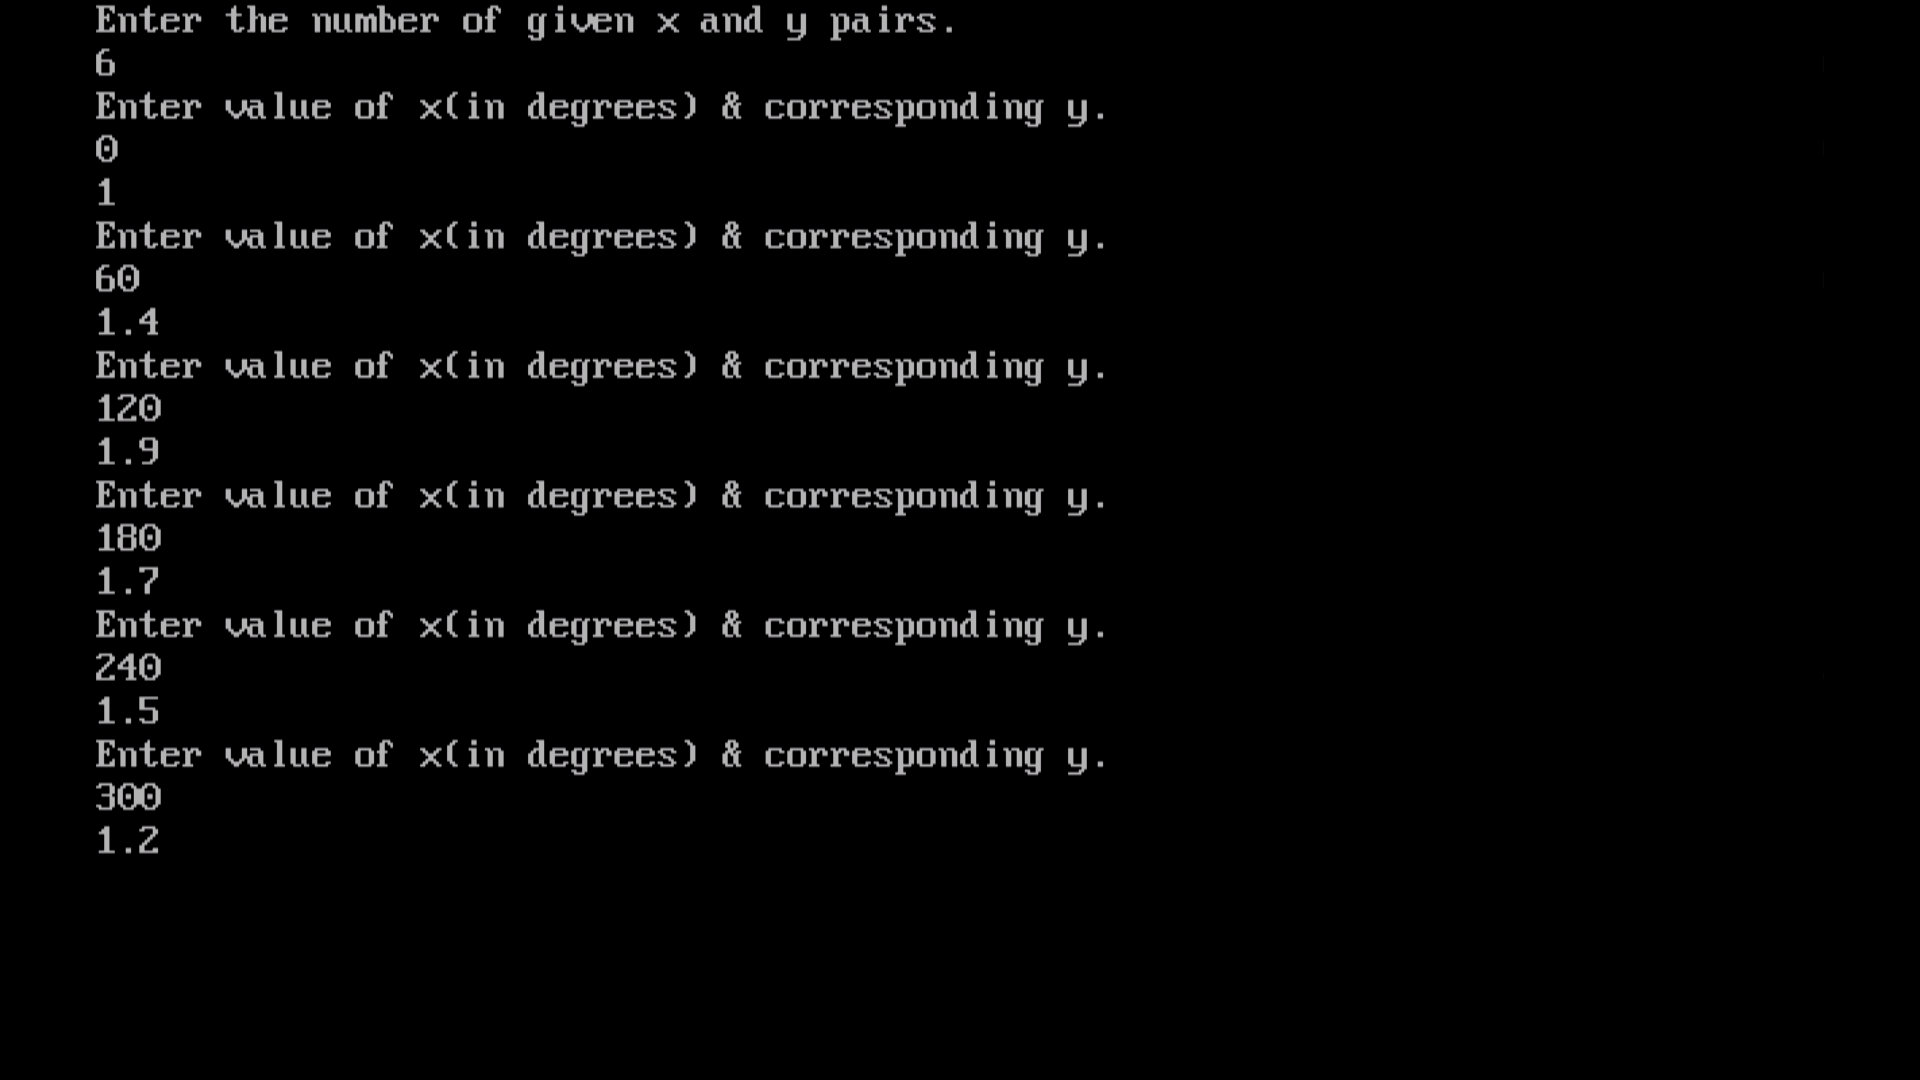 Enter the number of given x and y pairs.
6
Enter value of x(in degrees) & corresponding y.
0
1
Enter value of x(in degrees) & corresponding y.
60
1.4
Enter value of x(in degrees) & corresponding y.
120
1.9
Enter value of x(in degrees) & corresponding y.
180
1.7
Enter value of x(in degrees) & corresponding y.
240
1.5
Enter value of x(in degrees) & corresponding y.
300
1.2